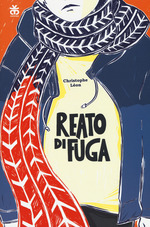 Christophe
Léon
REATO
DI FUGA